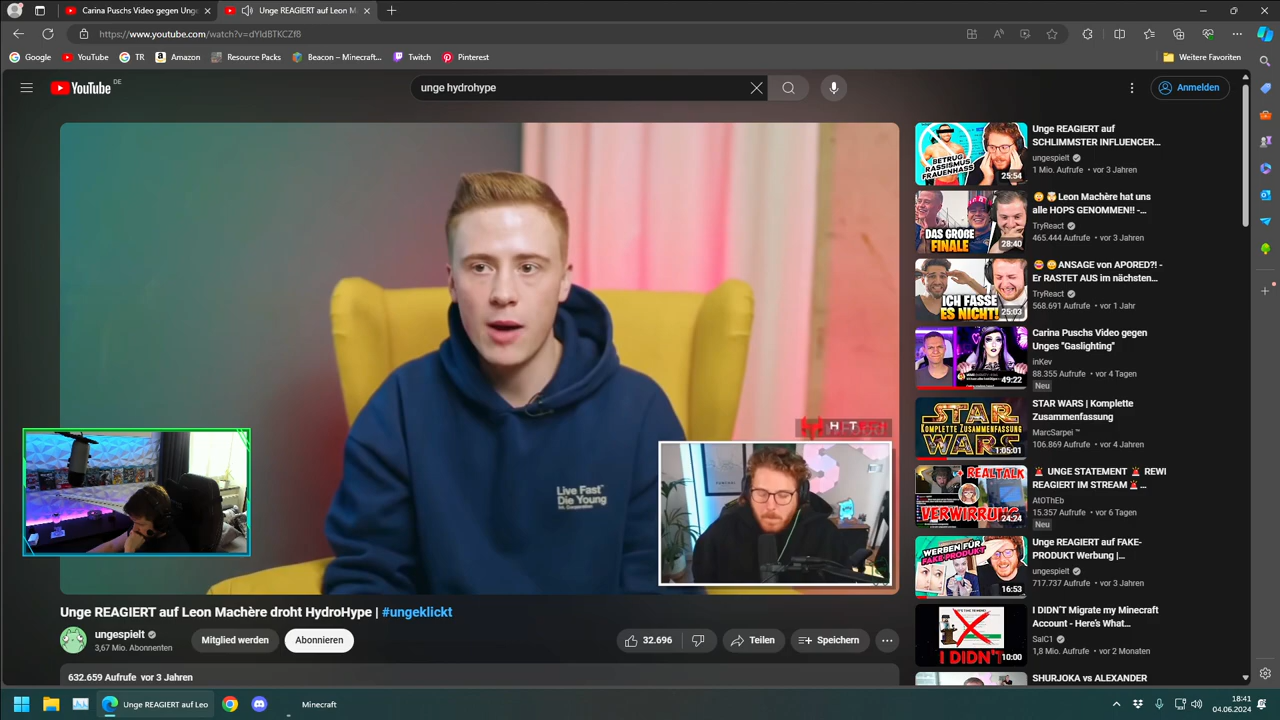 Carina Puschs Video gegen Unge
Unge REAGIERT auf Leon M
https://www.youtube.com/watch?v=dYIdBTKCZf8
Google
YouTube
TR
Amazon
Resource Packs
Beacon – Minecraft...
Twitch
Pinterest
Weitere Favoriten
YouTube
DE
unge hydrohype
Anmelden
Live Fast
Die Young
BETRUG
RASSISMUS
FRAUENHASS
25:54
Unge REAGIERT auf
SCHLIMMSTER INFLUENCER...
ungespielt
1 Mio. Aufrufe • vor 3 Jahren
DAS GROßE
FINALE
28:40
Leon Machère hat uns
alle HOPS GENOMMEN!! -...
TryReact
465.444 Aufrufe • vor 3 Jahren
ICH FASSE
ES NICHT!
25:03
ANSAGE von APORED?! -
Er RASTET AUS im nächsten...
TryReact
568.691 Aufrufe • vor 1 Jahr
49:22
Carina Puschs Video gegen
Unges "Gaslighting"
inKev
88.355 Aufrufe • vor 4 Tagen
Neu
STAR
KOMPLETTE ZUSAMMENFASSUNG
WARS
1:05:01
STAR WARS | Komplette
Zusammenfassung
MarcSarpei ™
106.869 Aufrufe • vor 4 Monaten
REALTALK
VERWIRRUNG
24:24
UNGE STATEMENT REWI
REAGIERT IM STREAM
AtOThEb
15.357 Aufrufe • vor 6 Tagen
Neu
WERBEN FÜR
FAKE-PRODUKT
16:53
Unge REAGIERT auf FAKE-
PRODUKT Werbung |...
ungespielt
717.737 Aufrufe • vor 3 Jahren
I DIDN'T
10:00
I DIDN'T Migrate my Minecraft
Account - Here's What...
SalC1
1,8 Mio. Aufrufe • vor 2 Monaten
SHURJOKA vs ALEXANDER
Unge REAGIERT auf Leon Machère droht HydroHype | #ungeklickt
ungespielt
3,67 Mio. Abonnenten
Mitglied werden
Abonnieren
32.696
Teilen
Speichern
632.659 Aufrufe vor 3 Jahren
Unge REAGIERT auf Leo
Minecraft
18:41
04.06.2024